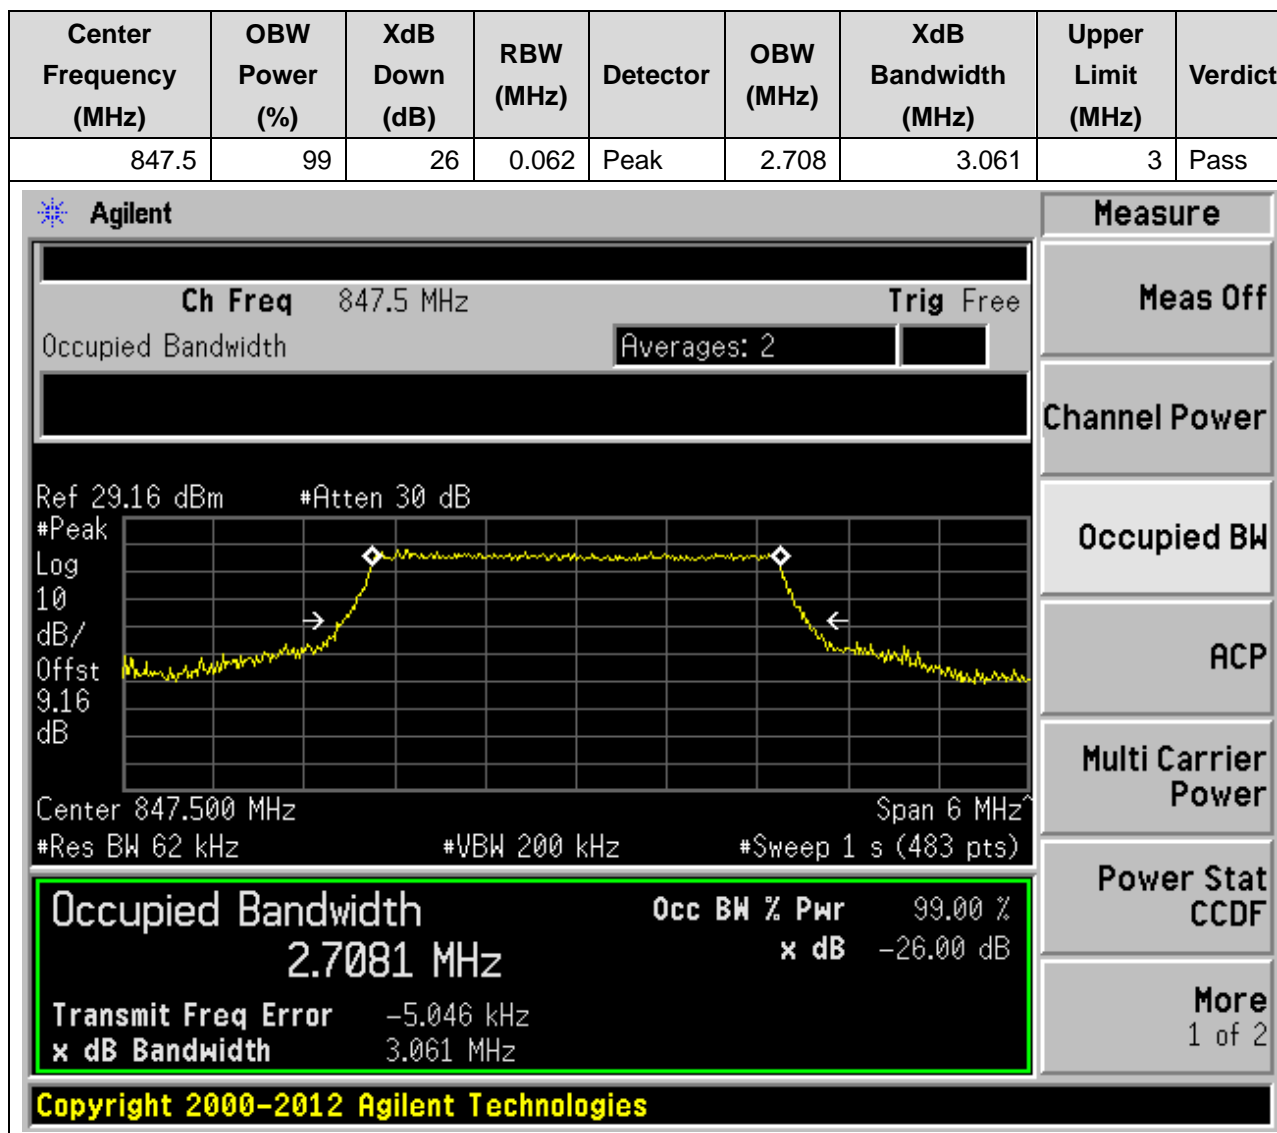 Center Frequency (MHz) OBW Power (%) XdB Down (dB) RBW (MHz) Detector OBW (MHz) XdB Bandwidth (MHz) Upper Limit (MHz) Verdict
847.5 99 26 0.062 Peak 2.708 3.061 3 Pass
Agilent
Measure
Ch Freq 847.5 MHz Trig Free
Meas Off
Occupied Bandwidth Averages: 2
Channel Power
Ref 29.16 dBm #Atten 30 dB
#Peak
Log
10
dB/
Offst
9.16
dB
Occupied BW
ACP
Multi Carrier
Power
Center 847.500 MHz Span 6 MHz^
#Res BW 62 kHz #VBW 200 kHz #Sweep 1 s (483 pts)
Power Stat
CCDF
Occupied Bandwidth Occ BW % Pwr 99.00 %
2.7081 MHz x dB -26.00 dB
Transmit Freq Error -5.046 kHz
x dB Bandwidth 3.061 MHz
More
1 of 2
Copyright 2000-2012 Agilent Technologies